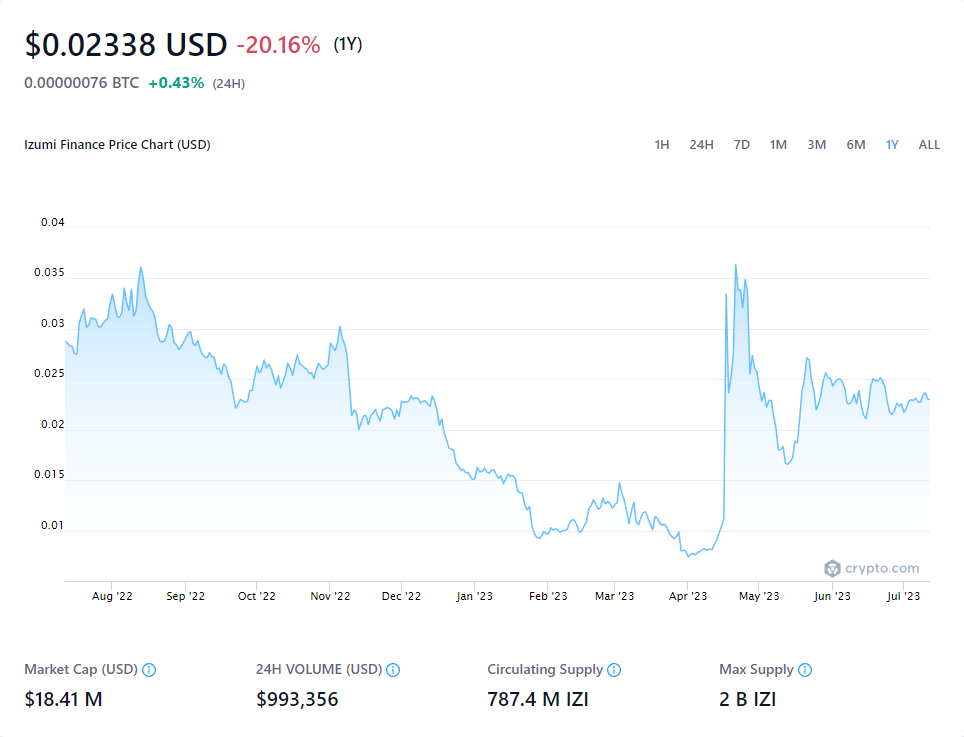 $0.02338 USD -20.16% (1Y)
0.00000076 BTC +0.43% (24H)
Izumi Finance Price Chart (USD) 1H 24H 7D 1M 3M 6M 1Y ALL
0.04
0.035
0.03
0.025
0.02
0.015
0.01
crypto.com
Aug '22 Sep '22 Oct '22 Nov '22 Dec '22 Jan '23 Feb '23 Mar '23 Apr '23 May '23 Jun '23 Jul '23
Market Cap (USD) 24H VOLUME (USD) Circulating Supply Max Supply
$18.41 M $993,356 787.4 M IZI 2 B IZI